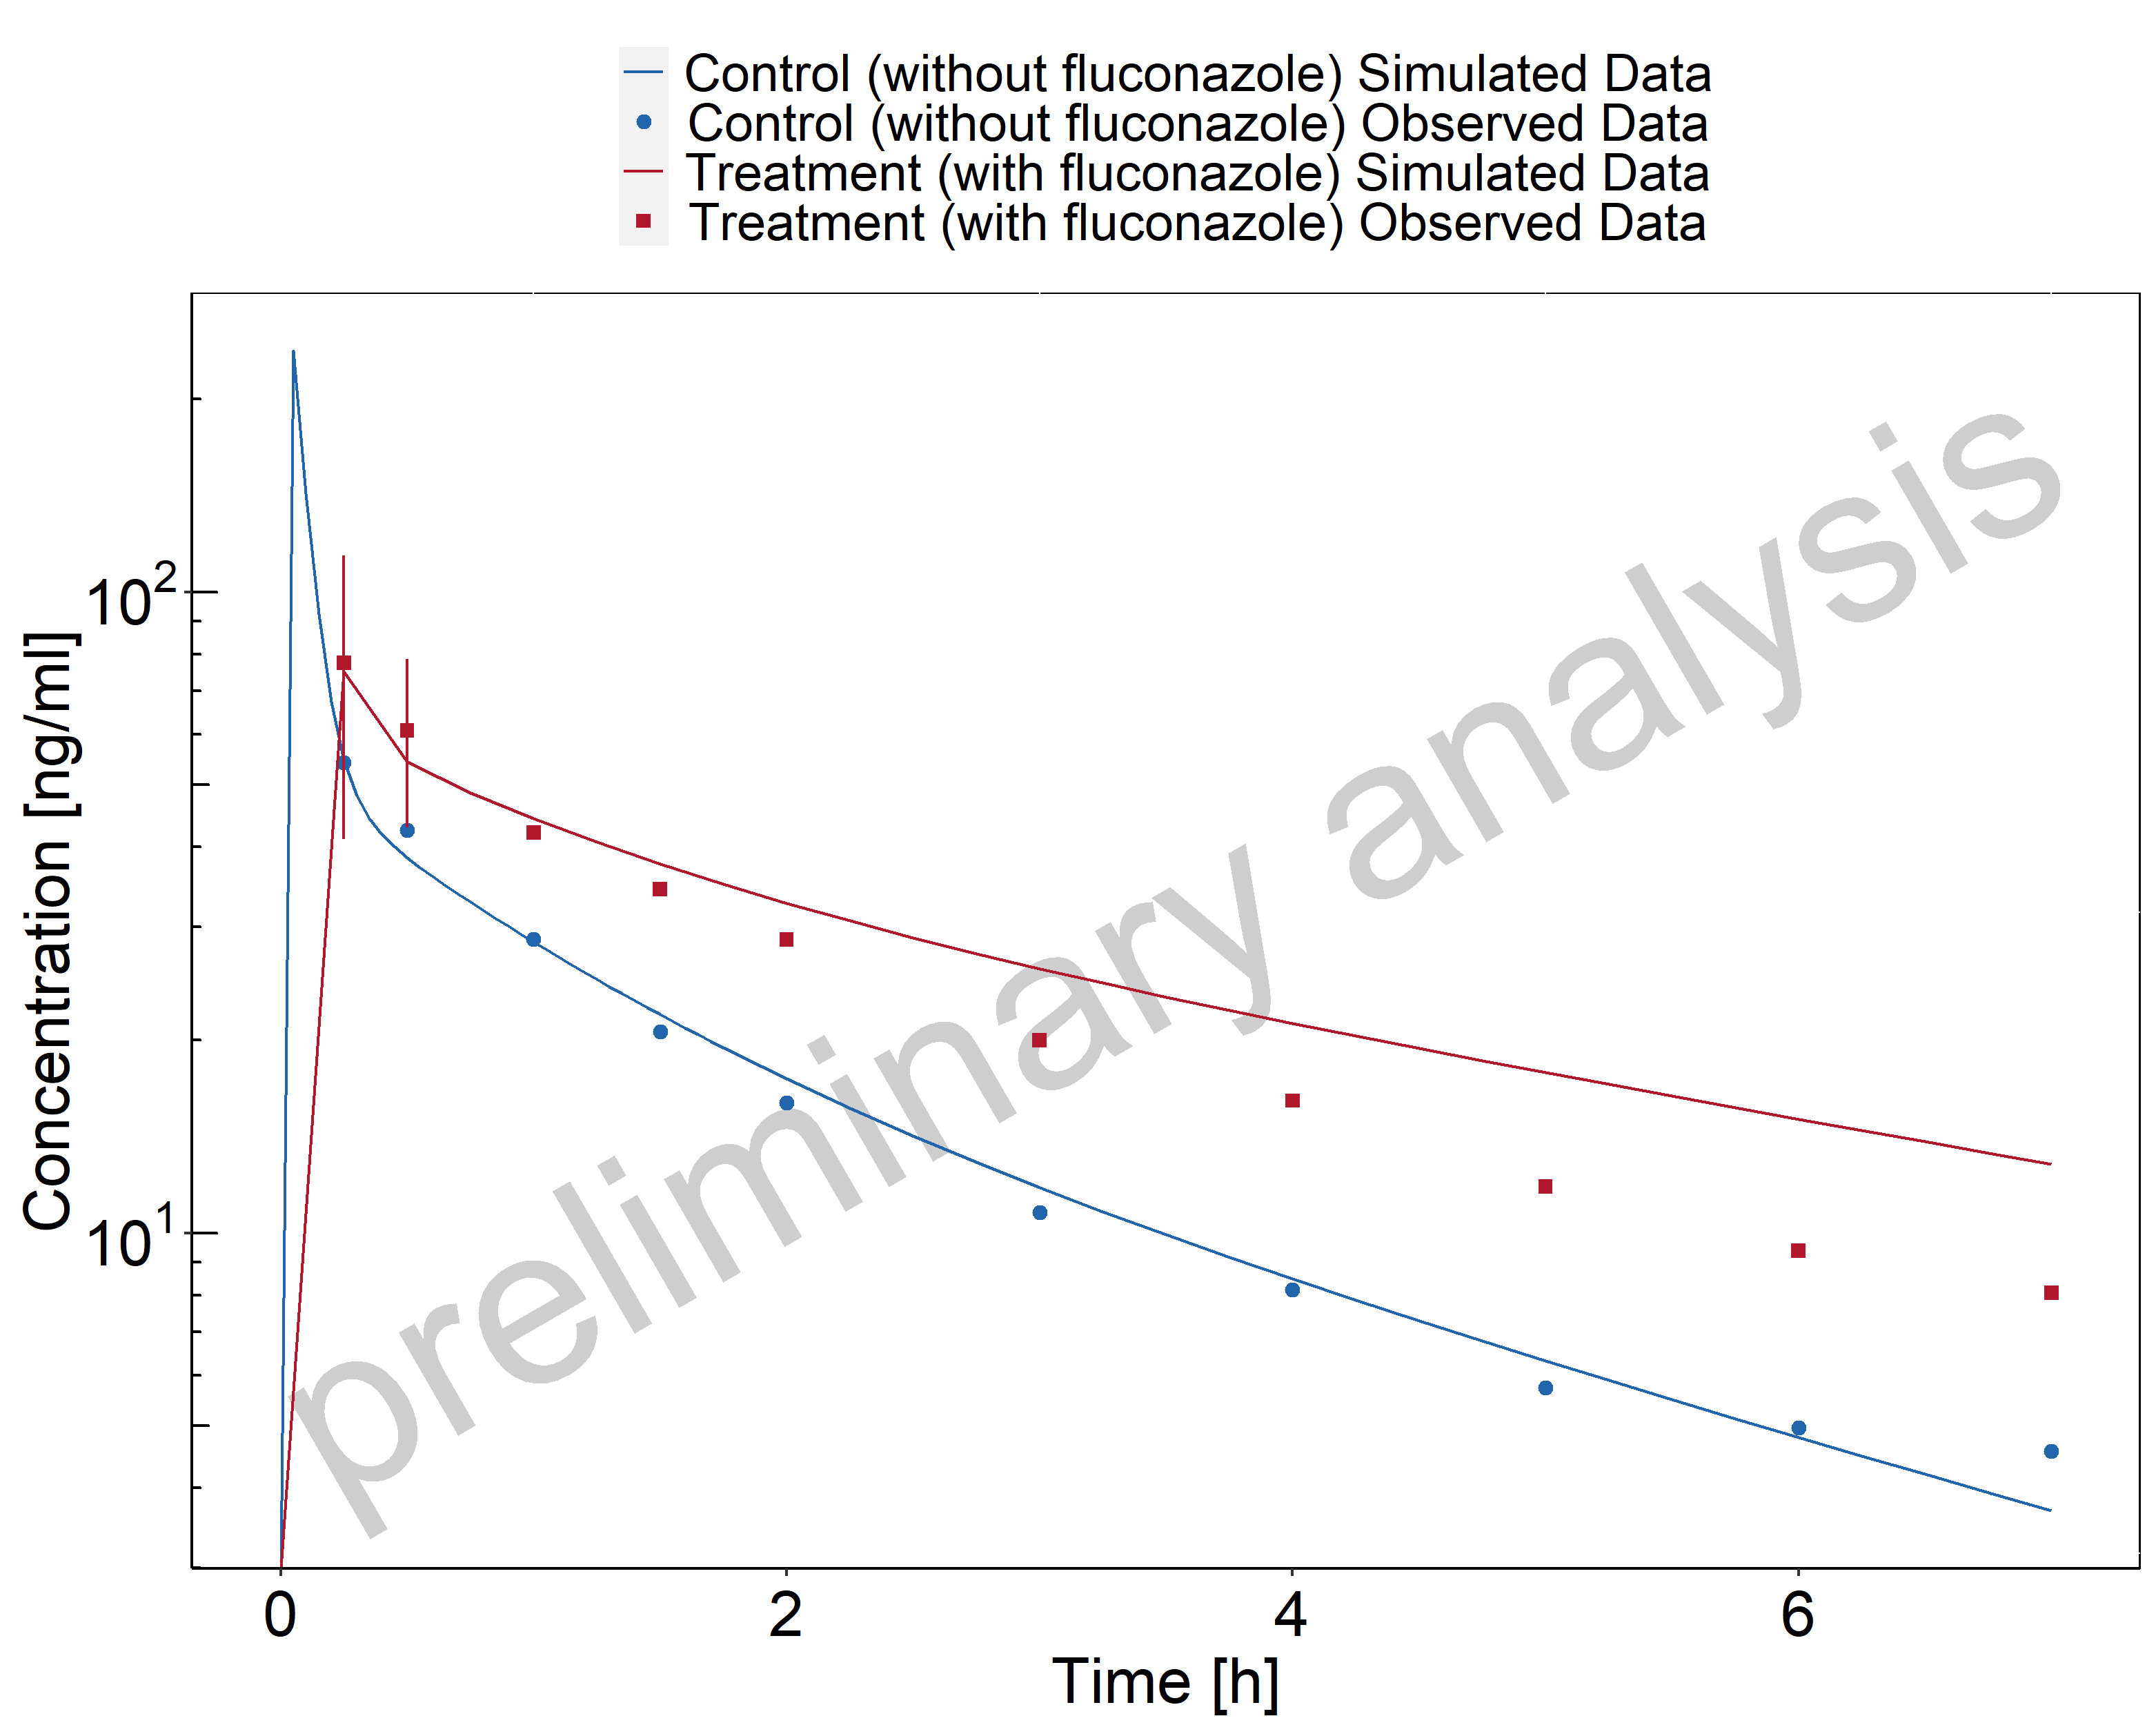 Control (without fluconazole) Simulated Data
Control (without fluconazole) Observed Data
Treatment (with fluconazole) Simulated Data
Treatment (with fluconazole) Observed Data
Concentration [ng/ml]
10²
10¹
preliminary analysis
0 2 4 6
Time [h]